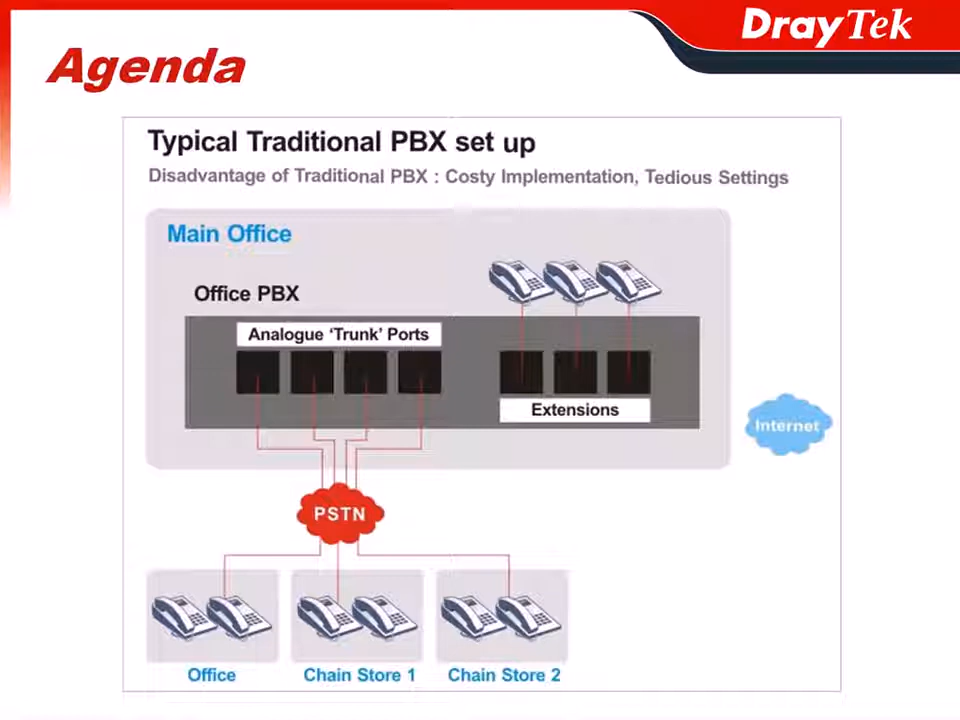 DrayTek
Agenda
Typical Traditional PBX set up
Disadvantage of Traditional PBX : Costy Implementation, Tedious Settings
Main Office
Office PBX
Analogue ‘Trunk’ Ports
Extensions
Internet
PSTN
Office
Chain Store 1
Chain Store 2